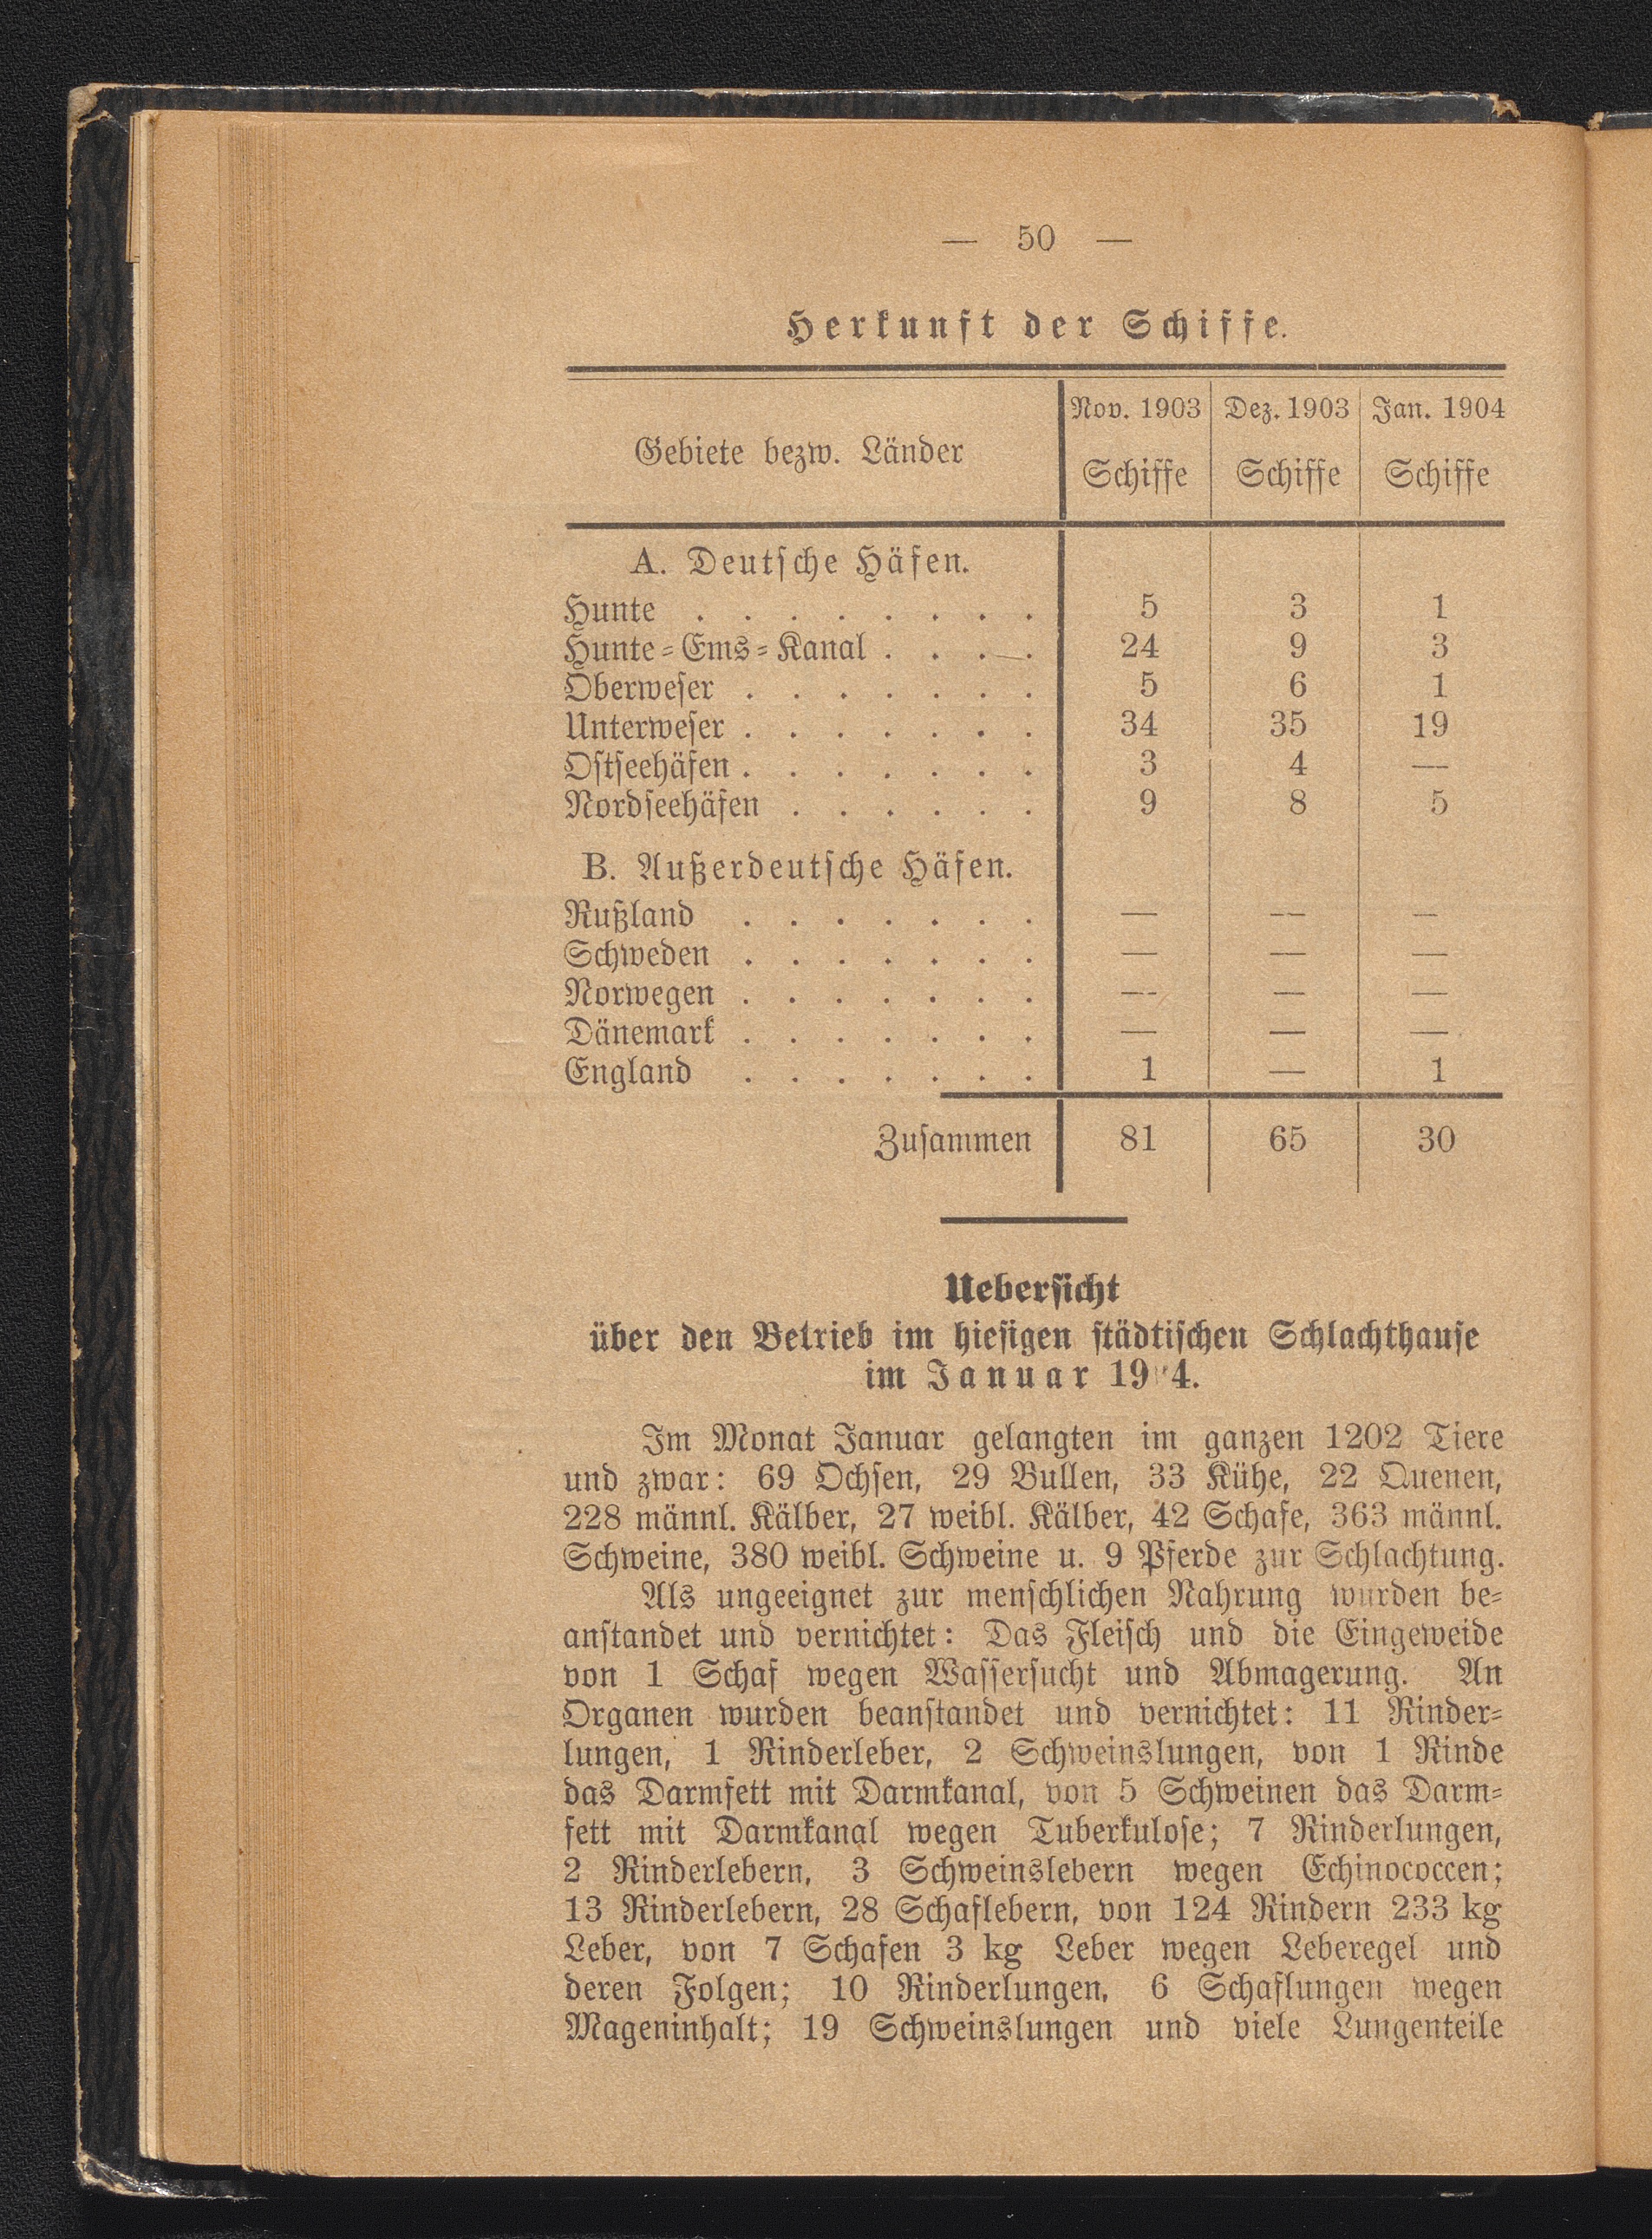 — 50 —
Herkunft der Schiffe.
Gebiete bezw. Länder | Nov. 1903 | Dez. 1903 | Jan. 1904
Schiffe | Schiffe | Schiffe
A. Deutsche Häfen.
Hunte . . . . . . . . 5 3 1
Hunte-Ems-Kanal . . . . 24 9 3
Oberweser . . . . . . . 5 6 1
Unterweser . . . . . . . 34 35 19
Ostseehäfen . . . . . . . 3 4 —
Nordseehäfen . . . . . . 9 8 5
B. Außerdeutsche Häfen.
Rußland . . . . . . . — — —
Schweden . . . . . . . — — —
Norwegen . . . . . . . — — —
Dänemark . . . . . . . — — —
England . . . . . . . 1 — 1
Zusammen 81 65 30
Uebersicht
über den Betrieb im hiesigen städtischen Schlachthause
im Januar 19 4.
Im Monat Januar gelangten im ganzen 1202 Tiere
und zwar: 69 Ochsen, 29 Bullen, 33 Kühe, 22 Quenen,
228 männl. Kälber, 27 weibl. Kälber, 42 Schafe, 363 männl.
Schweine, 380 weibl. Schweine u. 9 Pferde zur Schlachtung.
Als ungeeignet zur menschlichen Nahrung wurden be-
anstandet und vernichtet: Das Fleisch und die Eingeweide
von 1 Schaf wegen Wassersucht und Abmagerung. An
Organen wurden beanstandet und vernichtet: 11 Rinder-
lungen, 1 Rinderleber, 2 Schweinslungen, von 1 Rinde
das Darmfett mit Darmkanal, von 5 Schweinen das Darm-
fett mit Darmkanal wegen Tuberkulose; 7 Rinderlungen,
2 Rinderlebern, 3 Schweinslebern wegen Echinococcen;
13 Rinderlebern, 28 Schaflebern, von 124 Rindern 233 kg
Leber, von 7 Schafen 3 kg Leber wegen Leberegel und
deren Folgen; 10 Rinderlungen, 6 Schaflungen wegen
Mageninhalt; 19 Schweinslungen und viele Lungenteile